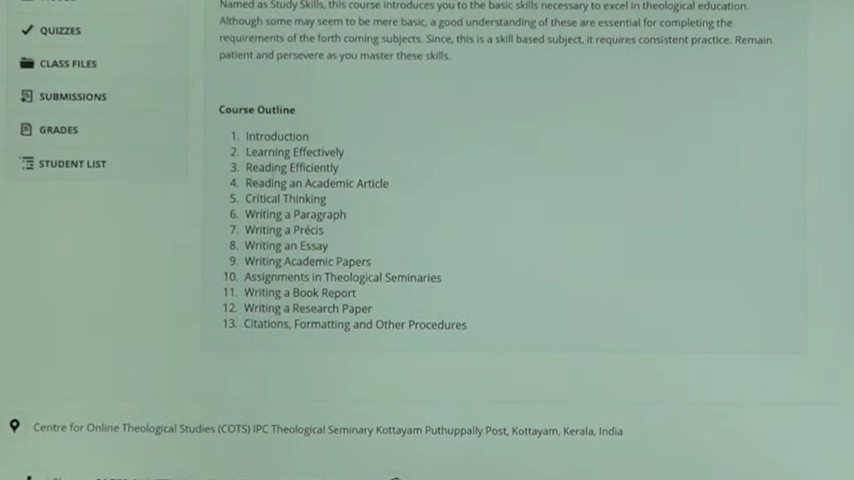 Named as Study Skills, this course introduces you to the basic skills necessary to excel in theological education.
Although some may seem to be mere basic, a good understanding of these are essential for completing the
requirements of the forth coming subjects. Since, this is a skill based subject, it requires consistent practice. Remain
patient and persevere as you master these skills.
QUIZZES
CLASS FILES
SUBMISSIONS
GRADES
STUDENT LIST
Course Outline
1. Introduction
2. Learning Effectively
3. Reading Efficiently
4. Reading an Academic Article
5. Critical Thinking
6. Writing a Paragraph
7. Writing a Précis
8. Writing an Essay
9. Writing Academic Papers
10. Assignments in Theological Seminaries
11. Writing a Book Report
12. Writing a Research Paper
13. Citations, Formatting and Other Procedures
Centre for Online Theological Studies (COTS) IPC Theological Seminary Kottayam Puthuppally Post, Kottayam, Kerala, India